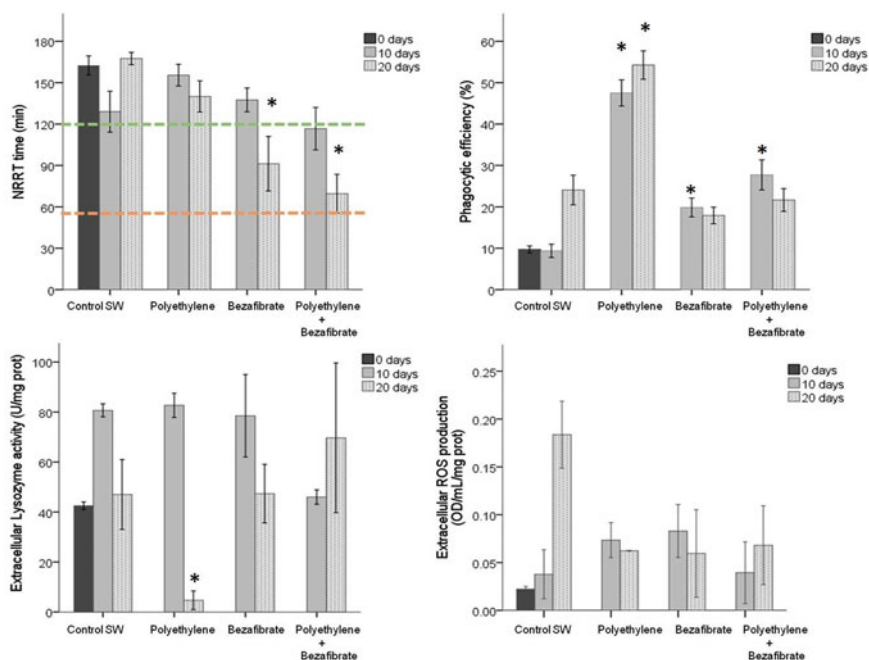 NRRT time (min)
180
150
120
90
60
30
0
0 days
10 days
20 days
*
*
Control SW
Polyethylene
Bezafibrate
Polyethylene
+
Bezafibrate
Phagocytic efficiency (%)
60
50
40
30
20
10
0
0 days
10 days
20 days
*
*
*
*
Control SW
Polyethylene
Bezafibrate
Polyethylene
+
Bezafibrate
Extracellular Lysozyme activity (U/mg prot)
100
80
60
40
20
0
0 days
10 days
20 days
*
Control SW
Polyethylene
Bezafibrate
Polyethylene
+
Bezafibrate
Extracellular ROS production
(OD/mL/mg prot)
0.25
0.20
0.15
0.10
0.05
0.00
0 days
10 days
20 days
Control SW
Polyethylene
Bezafibrate
Polyethylene
+
Bezafibrate